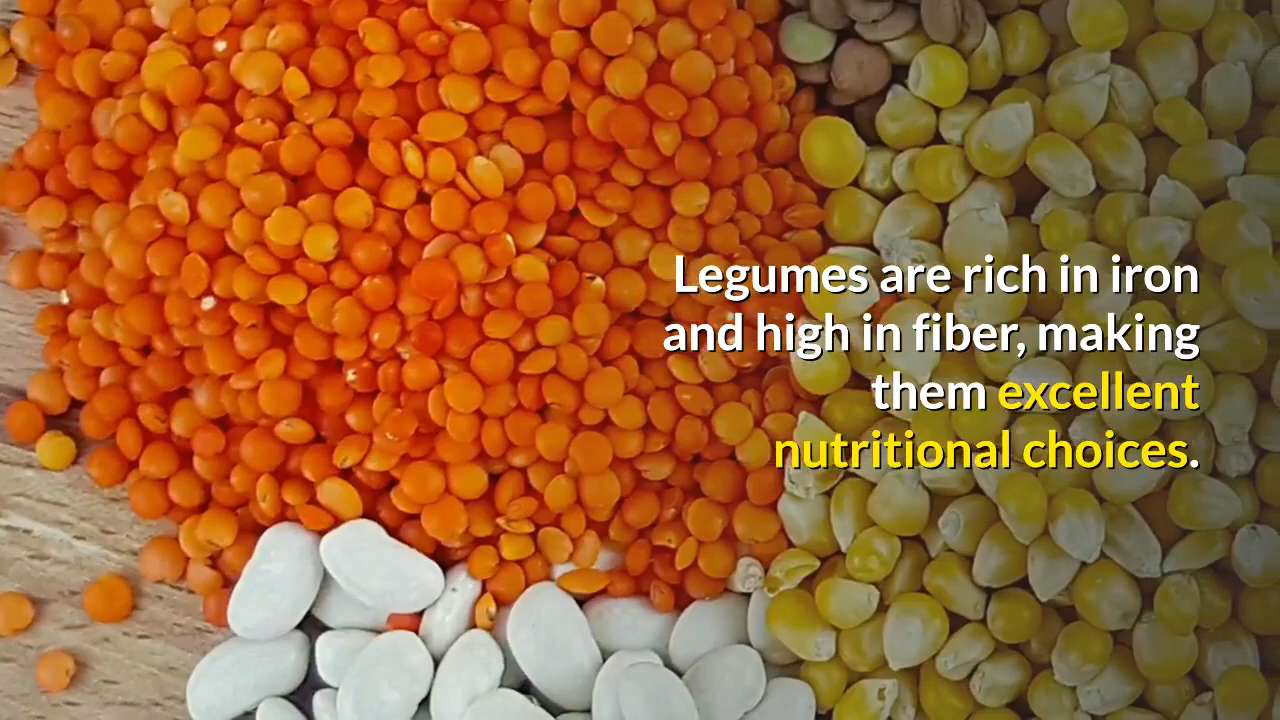 Legumes are rich in iron
and high in fiber, making
them excellent
nutritional choices.